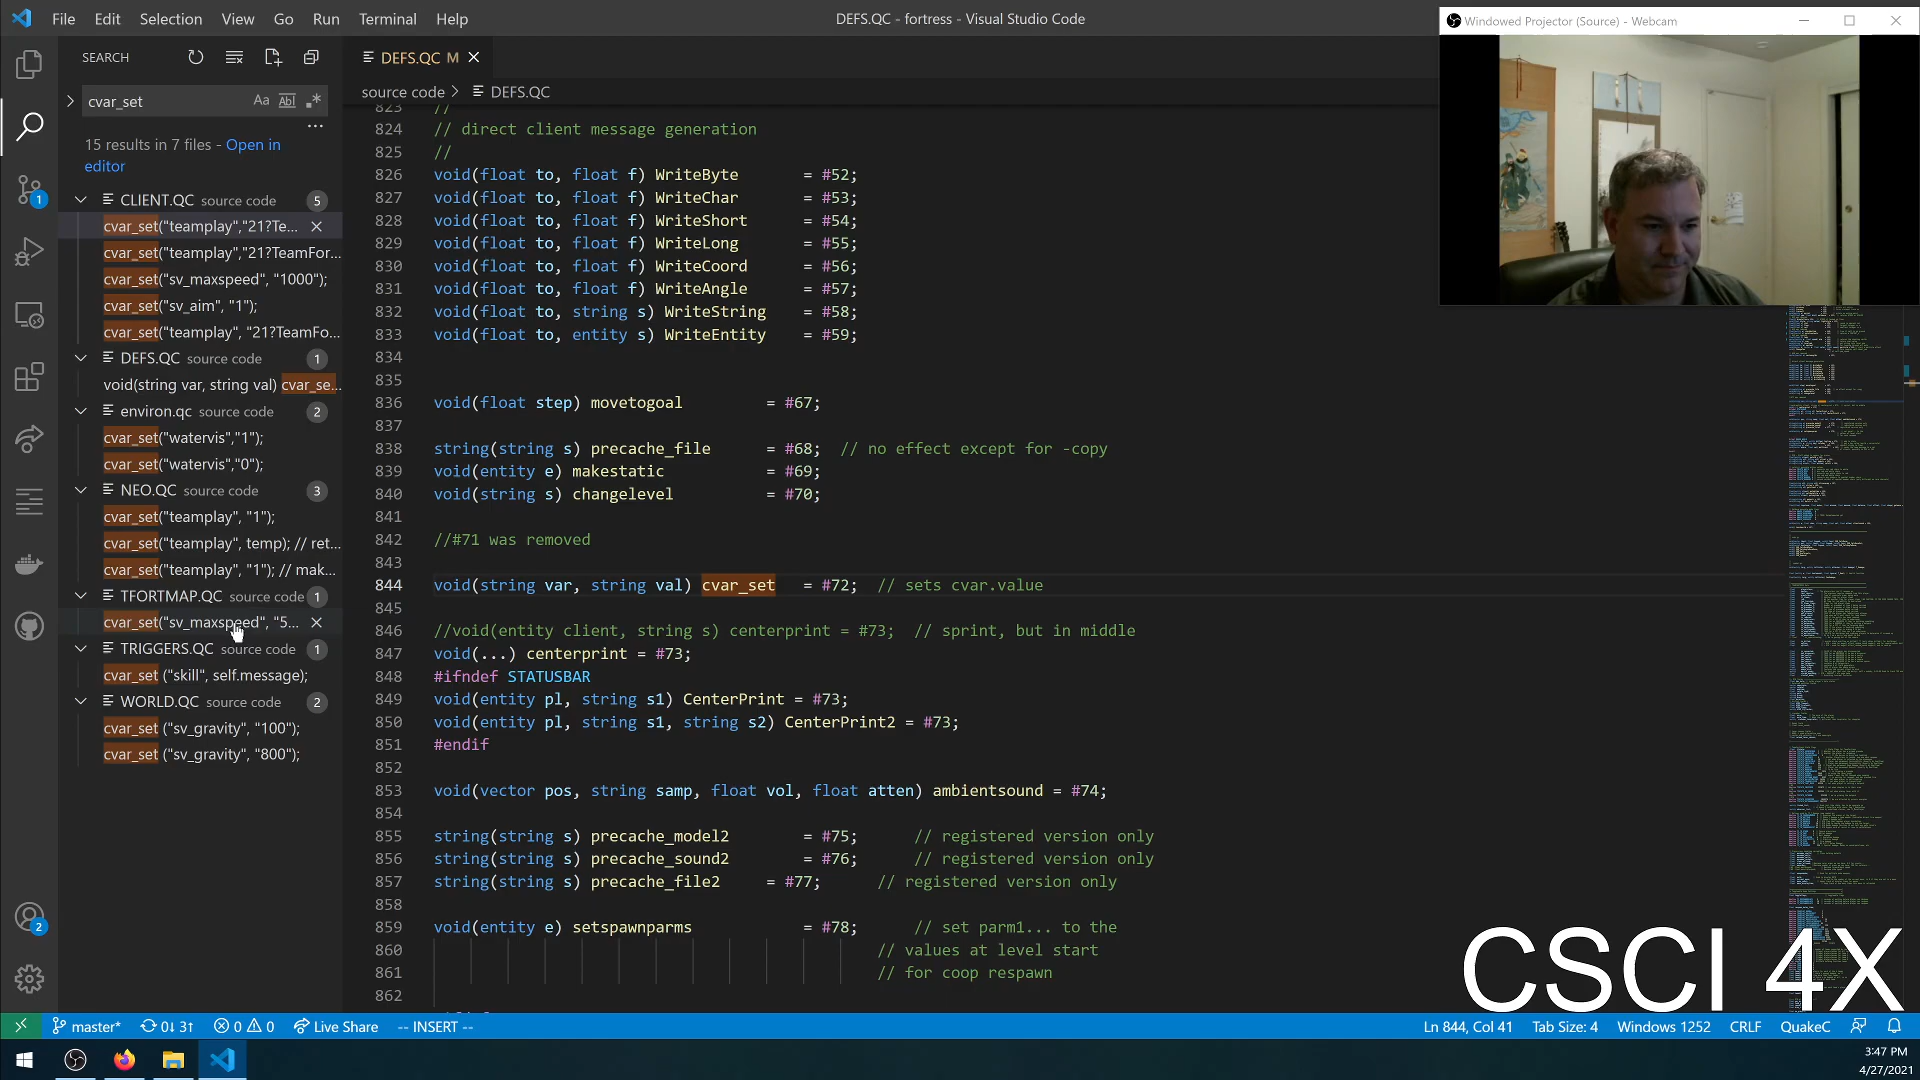 File Edit Selection View Go Run Terminal Help
DEFS.QC - fortress - Visual Studio Code
Windowed Projector (Source) - Webcam
SEARCH
cvar_set
Aa Abl .*
15 results in 7 files - Open in
editor
CLIENT.QC source code 5
cvar_set("teamplay","21?Te...
cvar_set("teamplay","21?TeamFor...
cvar_set("sv_maxspeed", "1000");
cvar_set("sv_aim", "1");
cvar_set("teamplay", "21?TeamFo...
DEFS.QC source code 1
void(string var, string val) cvar_se...
environ.qc source code 2
cvar_set("watervis","1");
cvar_set("watervis","0");
NEO.QC source code 3
cvar_set("teamplay", "1");
cvar_set("teamplay", temp); // ret...
cvar_set("teamplay", "1"); // mak...
TFORTMAP.QC source code 1
cvar_set("sv_maxspeed", "5...
TRIGGERS.QC source code 1
cvar_set ("skill", self.message);
WORLD.QC source code 2
cvar_set ("sv_gravity", "100");
cvar_set ("sv_gravity", "800");
1
2
DEFS.QC M
source code > DEFS.QC
823 //
824 // direct client message generation
825 //
826 void(float to, float f) WriteByte = #52;
827 void(float to, float f) WriteChar = #53;
828 void(float to, float f) WriteShort = #54;
829 void(float to, float f) WriteLong = #55;
830 void(float to, float f) WriteCoord = #56;
831 void(float to, float f) WriteAngle = #57;
832 void(float to, string s) WriteString = #58;
833 void(float to, entity s) WriteEntity = #59;
834
835
836 void(float step) movetogoal = #67;
837
838 string(string s) precache_file = #68; // no effect except for -copy
839 void(entity e) makestatic = #69;
840 void(string s) changelevel = #70;
841
842 //#71 was removed
843
844 void(string var, string val) cvar_set = #72; // sets cvar.value
845
846 //void(entity client, string s) centerprint = #73; // sprint, but in middle
847 void(...) centerprint = #73;
848 #ifndef STATUSBAR
849 void(entity pl, string s1) CenterPrint = #73;
850 void(entity pl, string s1, string s2) CenterPrint2 = #73;
851 #endif
852
853 void(vector pos, string samp, float vol, float atten) ambientsound = #74;
854
855 string(string s) precache_model2 = #75; // registered version only
856 string(string s) precache_sound2 = #76; // registered version only
857 string(string s) precache_file2 = #77; // registered version only
858
859 void(entity e) setspawnparms = #78; // set parm1... to the
860 // values at level start
861 // for coop respawn
862
CSCI 4X
master* 0↓ 3↑ 0 0 Live Share -- INSERT --
Ln 844, Col 41 Tab Size: 4 Windows 1252 CRLF QuakeC
3:47 PM
4/27/2021